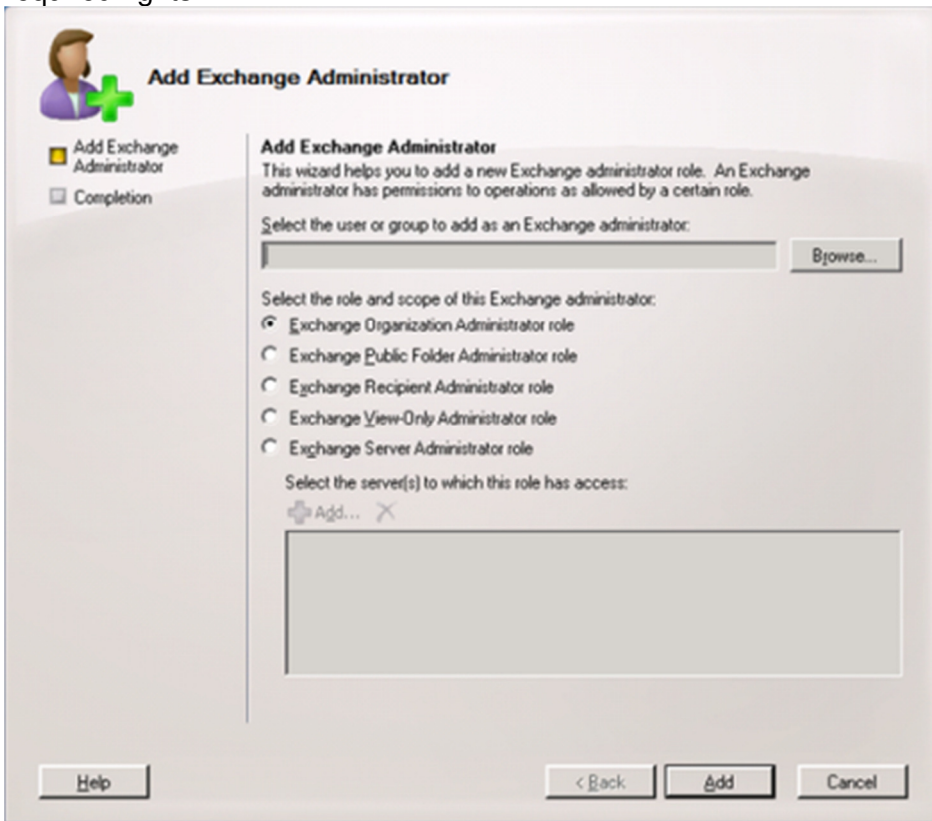 Add Exchange Administrator
Add Exchange
Administrator
Completion
Add Exchange Administrator
This wizard helps you to add a new Exchange administrator role. An Exchange
administrator has permissions to operations as allowed by a certain role.
Select the user or group to add as an Exchange administrator:
Browse...
Select the role and scope of this Exchange administrator:
Exchange Organization Administrator role
Exchange Public Folder Administrator role
Exchange Recipient Administrator role
Exchange View-Only Administrator role
Exchange Server Administrator role
Select the server(s) to which this role has access:
Add...
Help
< Back
Add
Cancel